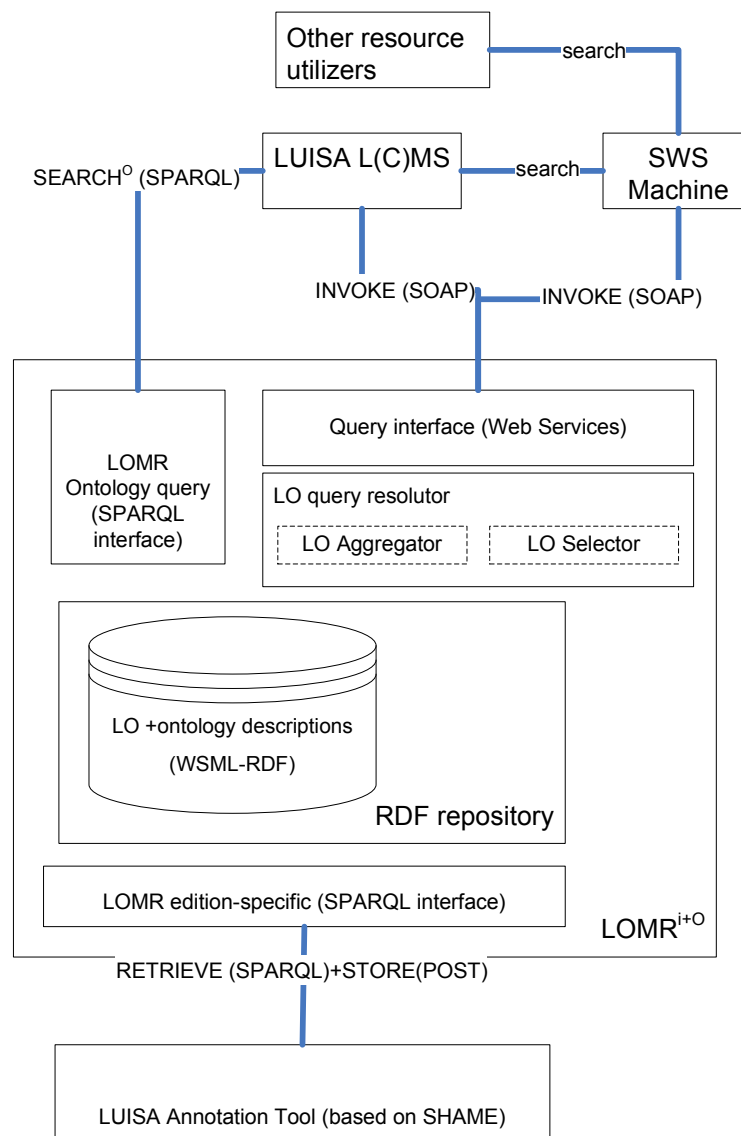 Other resource
utilizers
search
LUISA L(C)MS
search
SWS
Machine
SEARCH^O (SPARQL)
INVOKE (SOAP)
INVOKE (SOAP)
LOMR
Ontology query
(SPARQL
interface)
Query interface (Web Services)
LO query resolutor
LO Aggregator
LO Selector
LO +ontology descriptions
(WSML-RDF)
RDF repository
LOMR edition-specific (SPARQL interface)
LOMR^i+O
RETRIEVE (SPARQL)+STORE(POST)
LUISA Annotation Tool (based on SHAME)